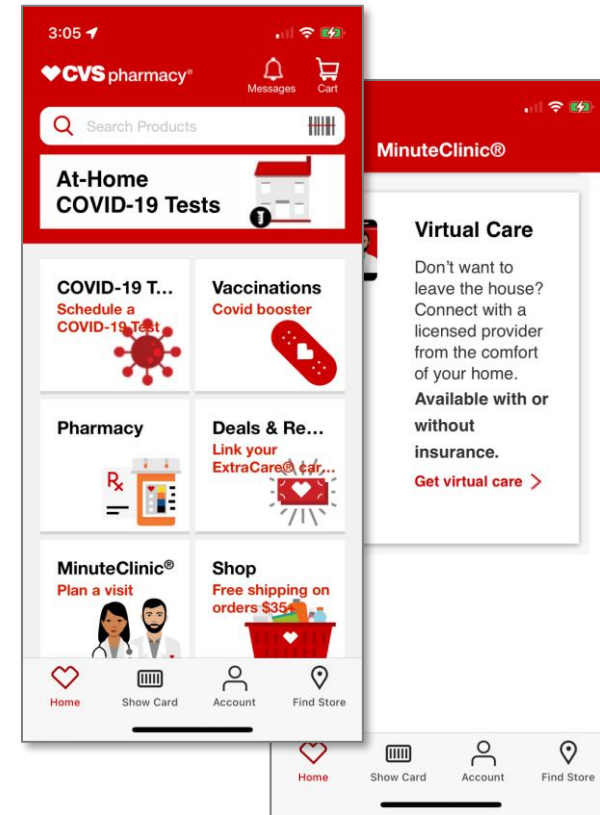 3:05
CVS pharmacy®
Messages
Cart
Search Products
At-Home
COVID-19 Tests
COVID-19 T...
Schedule a
COVID-19 Test
Vaccinations
Covid booster
Pharmacy
Rx
Deals & Re...
Link your
ExtraCare® car...
MinuteClinic®
Plan a visit
Shop
Free shipping on
orders $35+
Home
Show Card
Account
Find Store
MinuteClinic®
Virtual Care
Don't want to
leave the house?
Connect with a
licensed provider
from the comfort
of your home.
Available with or
without
insurance.
Get virtual care >
Home
Show Card
Account
Find Store